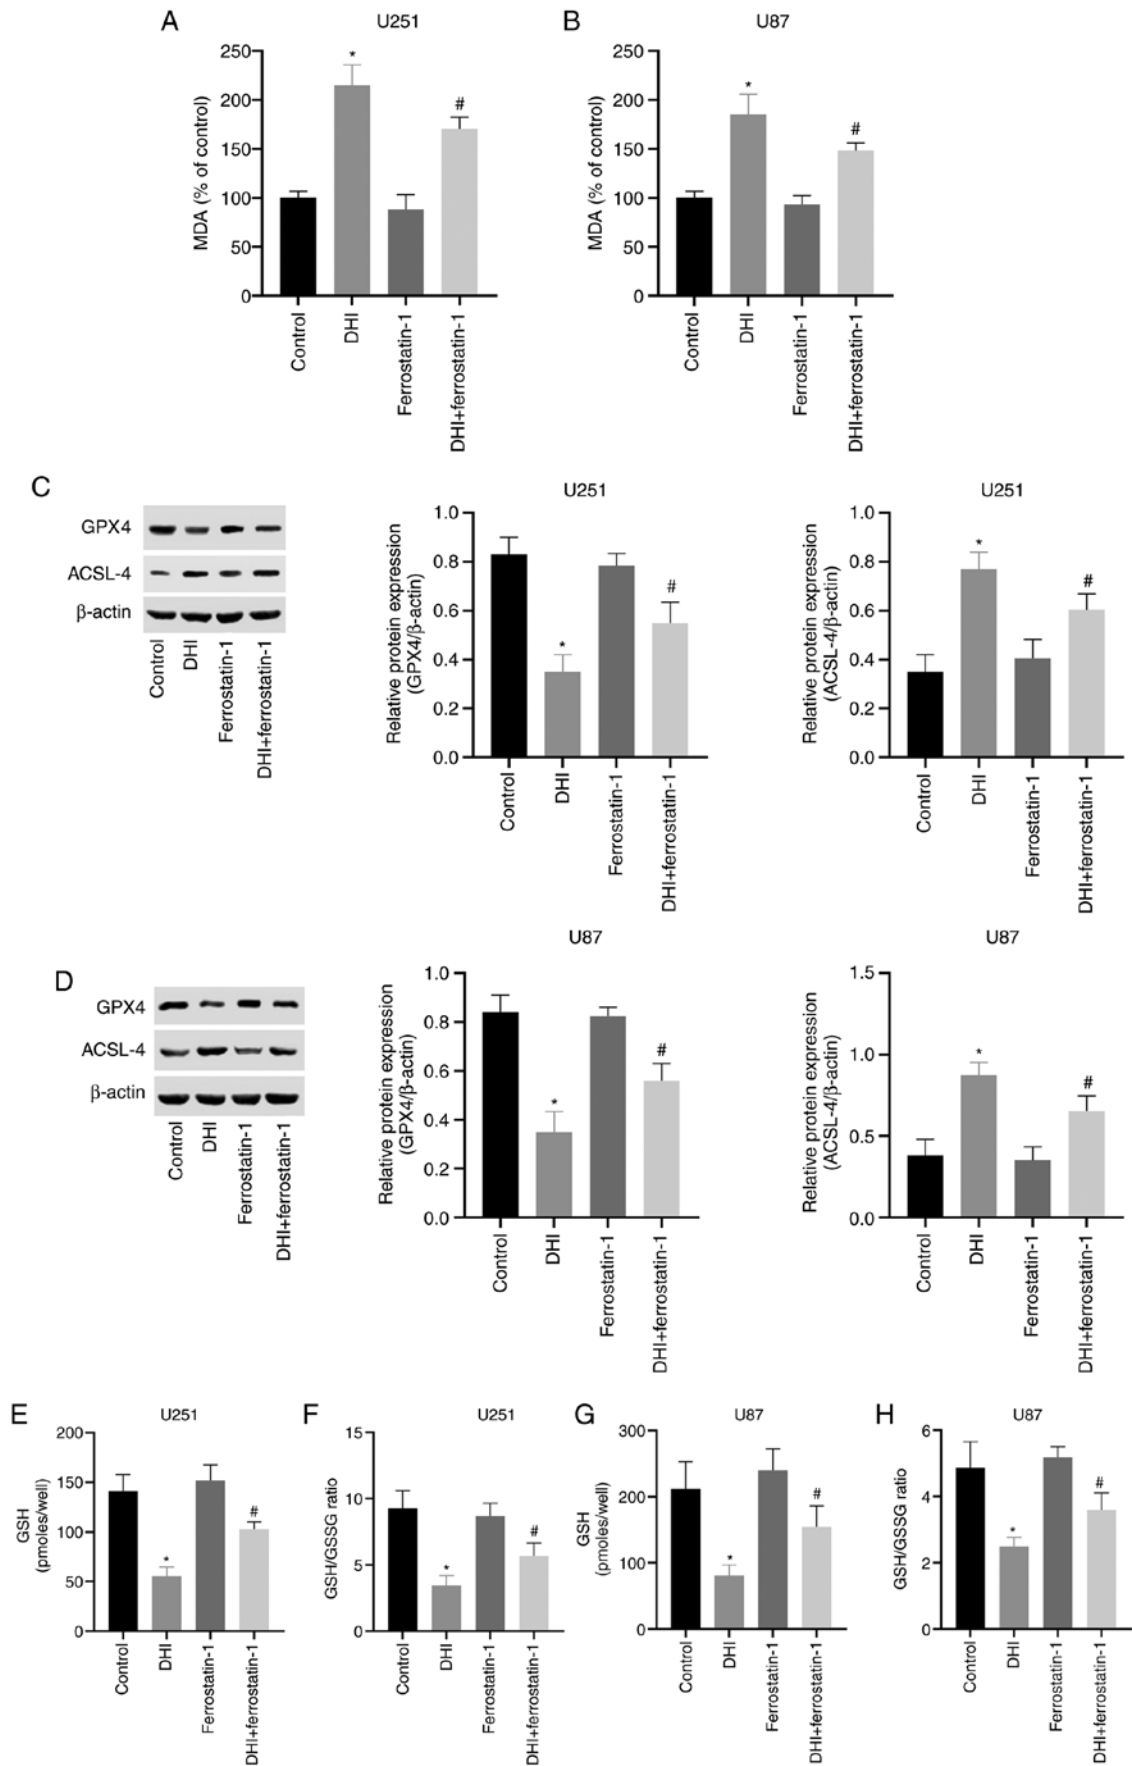 A
U251
MDA (% of control)
250
200
150
100
50
0
*
#
Control
DHI
Ferrostatin-1
DHI+ferrostatin-1
B
U87
MDA (% of control)
250
200
150
100
50
0
*
#
Control
DHI
Ferrostatin-1
DHI+ferrostatin-1
C
GPX4
ACSL-4
β-actin
Control
DHI
Ferrostatin-1
DHI+ferrostatin-1
U251
Relative protein expression
(GPX4/β-actin)
1.0
0.8
0.6
0.4
0.2
0.0
*
#
Control
DHI
Ferrostatin-1
DHI+ferrostatin-1
U251
Relative protein expression
(ACSL-4/β-actin)
1.0
0.8
0.6
0.4
0.2
0.0
*
#
Control
DHI
Ferrostatin-1
DHI+ferrostatin-1
D
GPX4
ACSL-4
β-actin
Control
DHI
Ferrostatin-1
DHI+ferrostatin-1
U87
Relative protein expression
(GPX4/β-actin)
1.0
0.8
0.6
0.4
0.2
0.0
*
#
Control
DHI
Ferrostatin-1
DHI+ferrostatin-1
U87
Relative protein expression
(ACSL-4/β-actin)
1.5
1.0
0.5
0.0
*
#
Control
DHI
Ferrostatin-1
DHI+ferrostatin-1
E
U251
GSH
(pmoles/well)
200
150
100
50
0
*
#
Control
DHI
Ferrostatin-1
DHI+ferrostatin-1
F
U251
GSH/GSSG ratio
15
10
5
0
*
#
Control
DHI
Ferrostatin-1
DHI+ferrostatin-1
G
U87
GSH
(pmoles/well)
300
200
100
0
*
#
Control
DHI
Ferrostatin-1
DHI+ferrostatin-1
H
U87
GSH/GSSG ratio
6
4
2
0
*
#
Control
DHI
Ferrostatin-1
DHI+ferrostatin-1